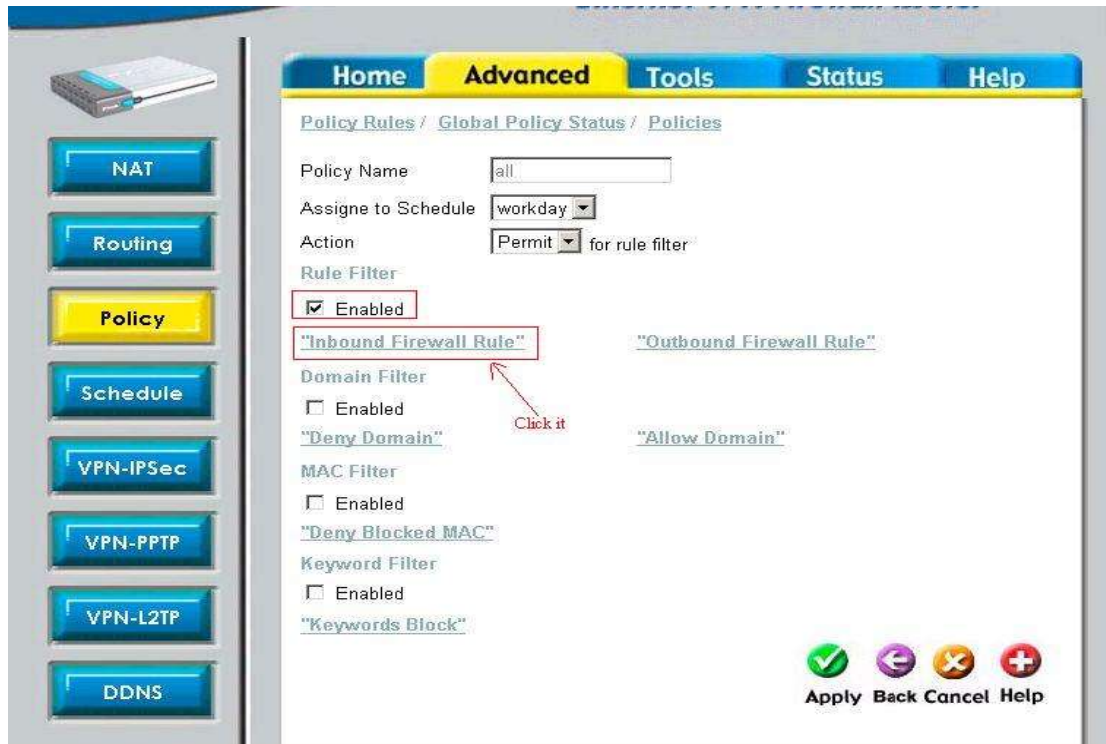 Home Advanced Tools Status Help
Policy Rules / Global Policy Status / Policies
NAT
Routing
Policy
Schedule
VPN-IPSec
VPN-PPTP
VPN-L2TP
DDNS
Policy Name all
Assigne to Schedule workday
Action Permit for rule filter
Rule Filter
Enabled
"Inbound Firewall Rule" "Outbound Firewall Rule"
Click it
Domain Filter
Enabled
"Deny Domain" "Allow Domain"
MAC Filter
Enabled
"Deny Blocked MAC"
Keyword Filter
Enabled
"Keywords Block"
Apply Back Cancel Help